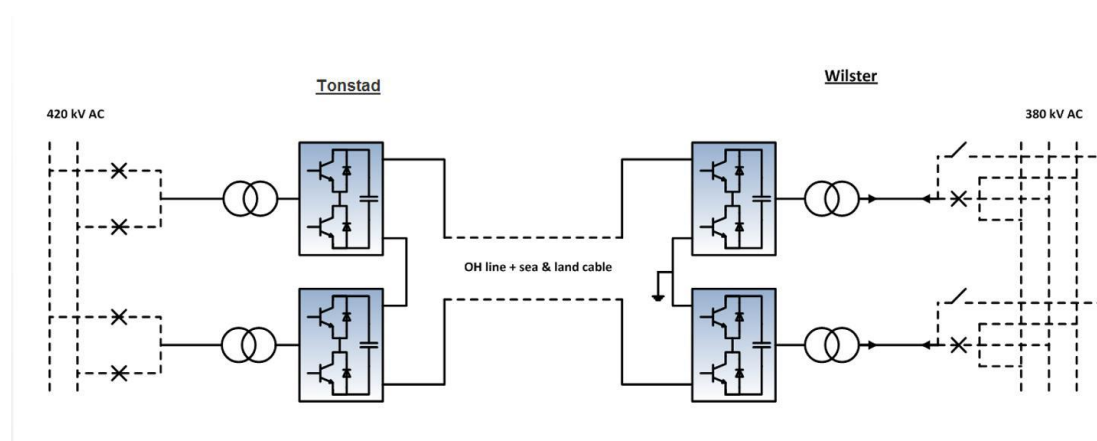 Tonstad
Wilster
420 kV AC
380 kV AC
OH line + sea & land cable